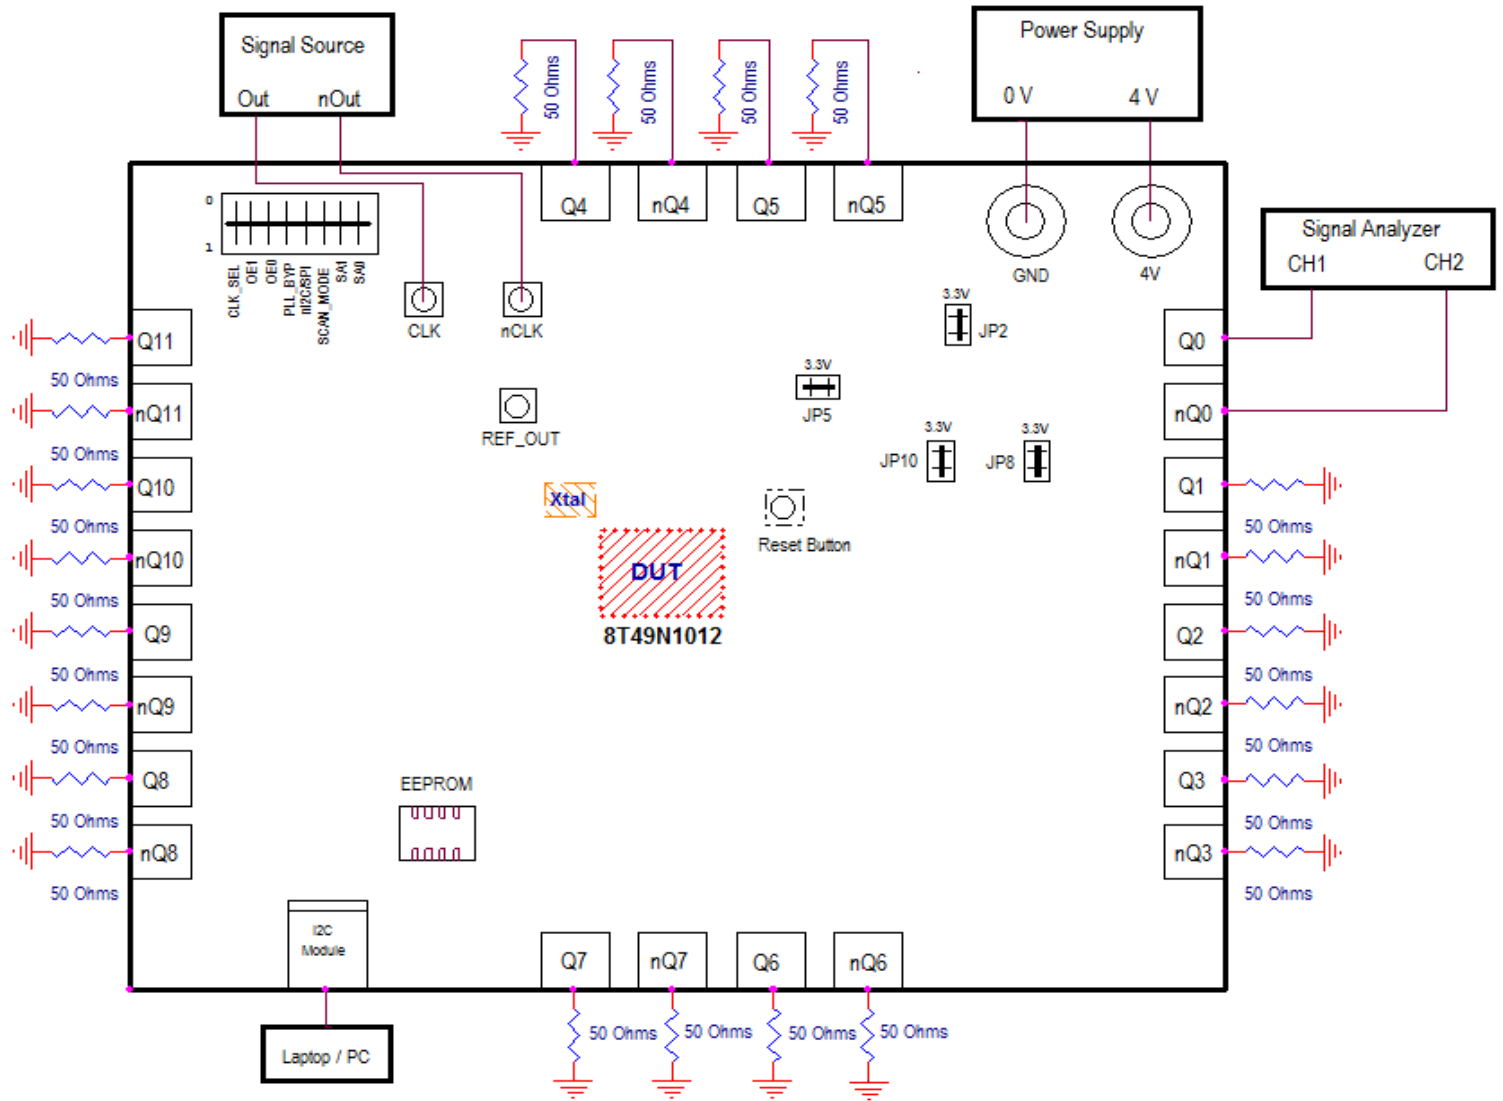 Signal Source
Out nOut
50 Ohms
50 Ohms
50 Ohms
50 Ohms
Power Supply
0 V 4 V
Q4
nQ4
Q5
nQ5
GND
4V
Signal Analyzer
CH1 CH2
0
1
CLK_SEL
OE1
OE0
PLL_BYP
nI2C/SPI
SCAN_MODE
SA1
SA0
CLK
nCLK
REF_OUT
3.3V
JP2
3.3V
JP5
3.3V
JP10
3.3V
JP8
Xtal
Reset Button
DUT
8T49N1012
Q11
50 Ohms
nQ11
50 Ohms
Q10
50 Ohms
nQ10
50 Ohms
Q9
50 Ohms
nQ9
50 Ohms
Q8
50 Ohms
nQ8
50 Ohms
Q0
nQ0
Q1
50 Ohms
nQ1
50 Ohms
Q2
50 Ohms
nQ2
50 Ohms
Q3
50 Ohms
nQ3
50 Ohms
EEPROM
I2C
Module
Laptop / PC
Q7
nQ7
Q6
nQ6
50 Ohms
50 Ohms
50 Ohms
50 Ohms